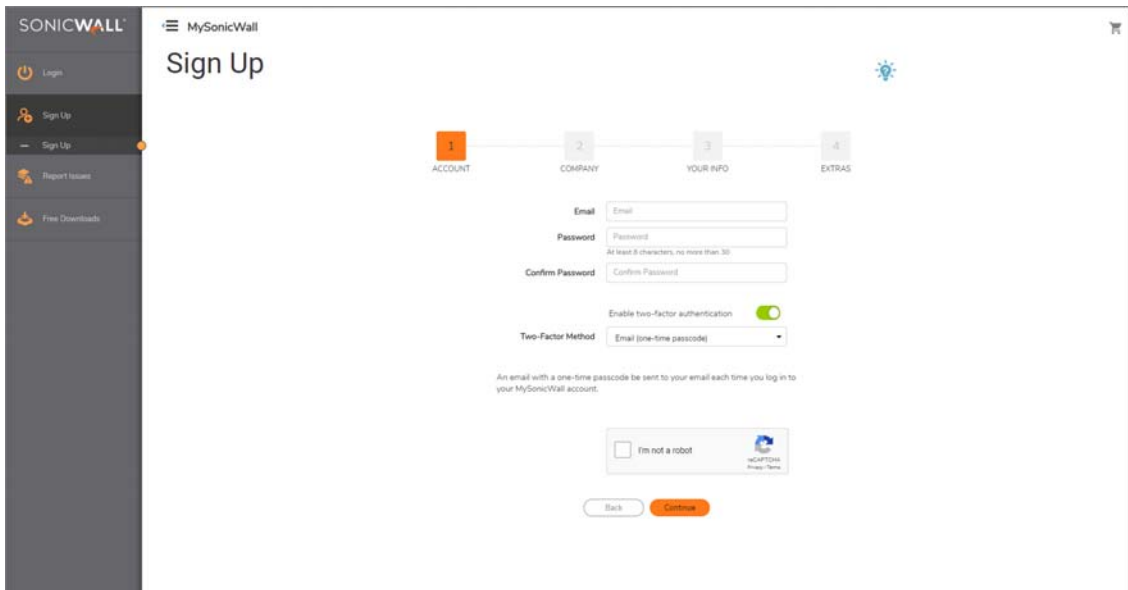 SONICWALL
MySonicWall
Sign Up
Login
Sign Up
Sign Up
Report Issues
Free Downloads
1 2 3 4
ACCOUNT COMPANY YOUR INFO EXTRAS
Email Email
Password Password
At least 8 characters, no more than 30
Confirm Password Confirm Password
Enable two-factor authentication
Two-Factor Method Email (one-time passcode)
An email with a one-time passcode be sent to your email each time you log in to
your MySonicWall account.
I'm not a robot
reCAPTCHA
Privacy - Terms
Back Continue